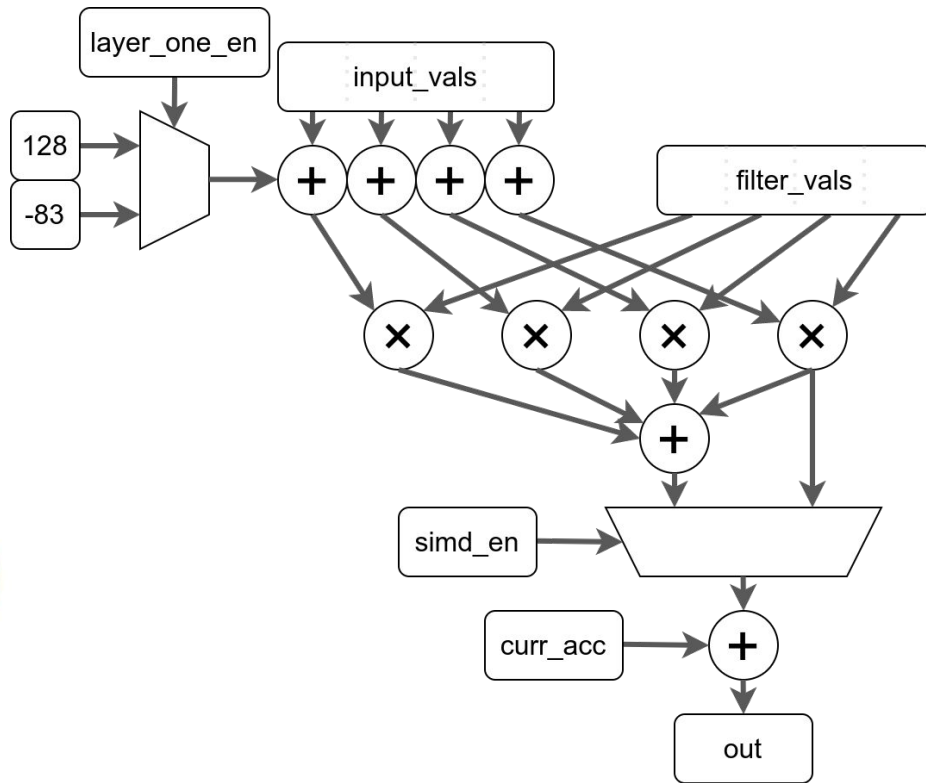 layer_one_en
input_vals
128
-83
+
+
+
+
filter_vals
×
×
×
×
+
simd_en
curr_acc
+
out